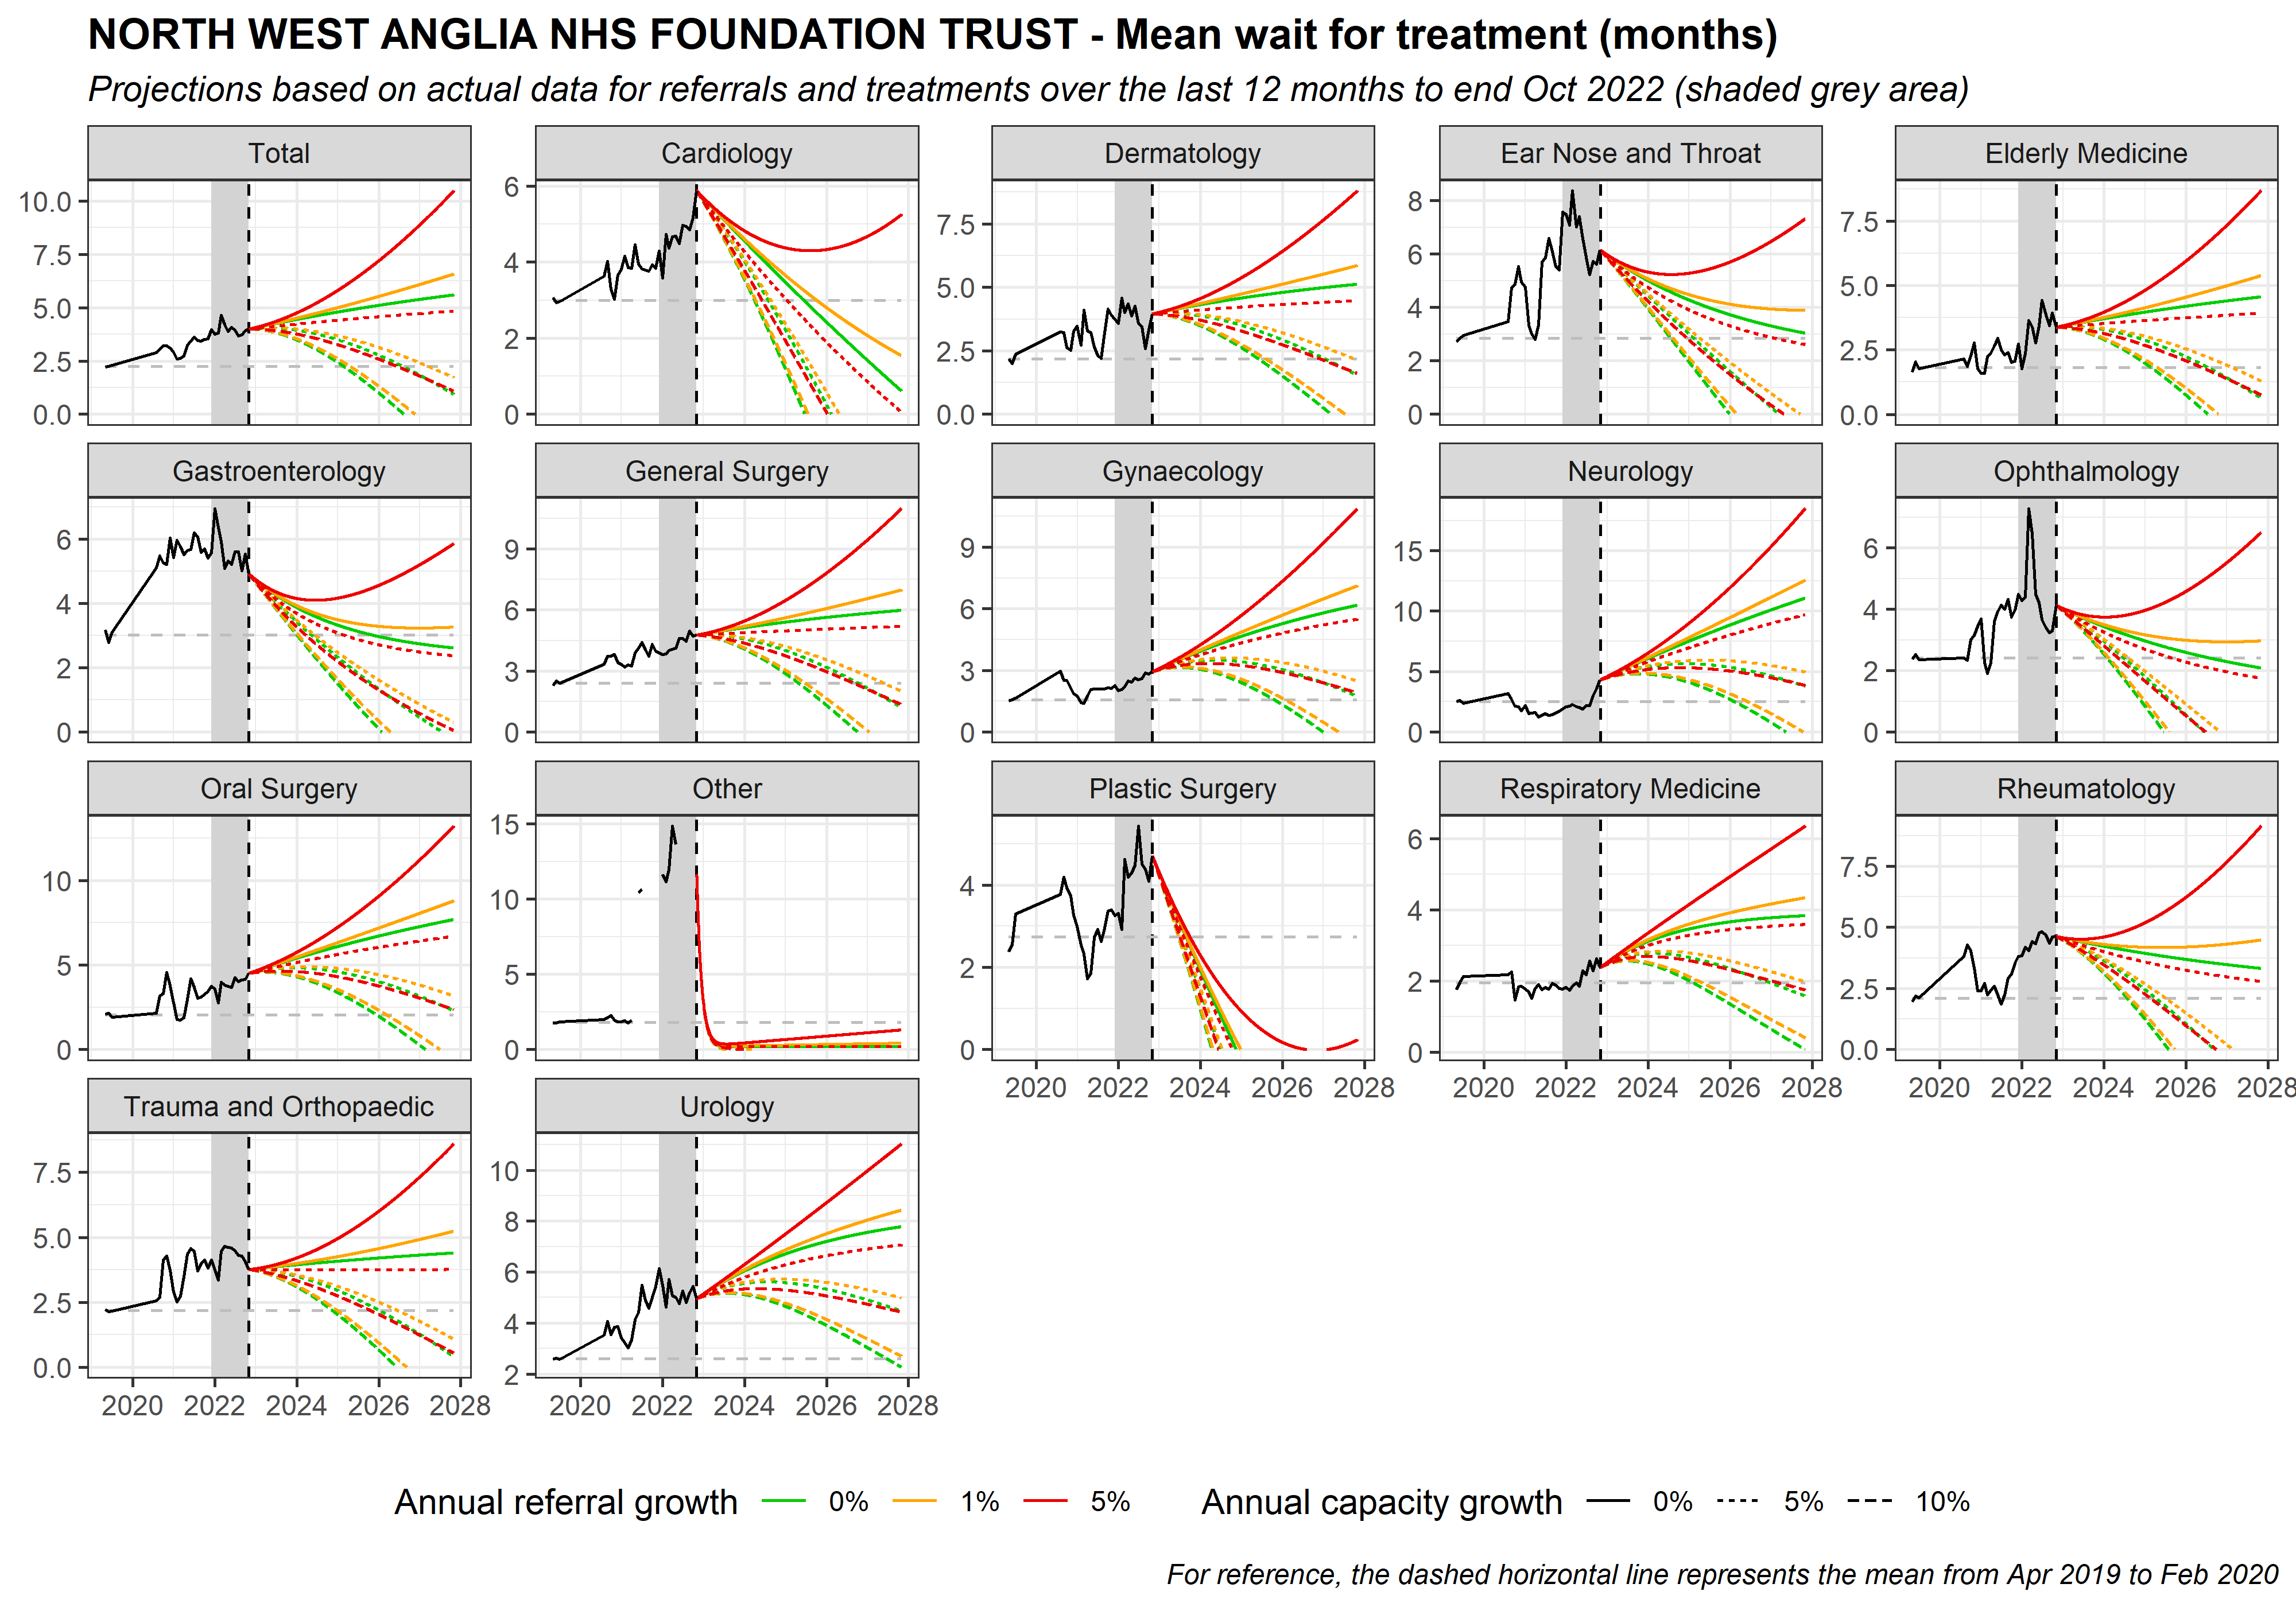 NORTH WEST ANGLIA NHS FOUNDATION TRUST - Mean wait for treatment (months)
Projections based on actual data for referrals and treatments over the last 12 months to end Oct 2022 (shaded grey area)
Total Cardiology Dermatology Ear Nose and Throat Elderly Medicine
10.0 7.5 5.0 2.5 0.0
6 4 2 0
7.5 5.0 2.5 0.0
8 6 4 2 0
7.5 5.0 2.5 0.0
Gastroenterology General Surgery Gynaecology Neurology Ophthalmology
6 4 2 0
9 6 3 0
9 6 3 0
15 10 5 0
6 4 2 0
Oral Surgery Other Plastic Surgery Respiratory Medicine Rheumatology
10 5 0
15 10 5 0
4 2 0
6 4 2 0
7.5 5.0 2.5 0.0
2020 2022 2024 2026 2028
2020 2022 2024 2026 2028
2020 2022 2024 2026 2028
Trauma and Orthopaedic Urology
7.5 5.0 2.5 0.0
10 8 6 4 2
2020 2022 2024 2026 2028
2020 2022 2024 2026 2028
Annual referral growth 0% 1% 5% Annual capacity growth 0% 5% 10%
For reference, the dashed horizontal line represents the mean from Apr 2019 to Feb 2020